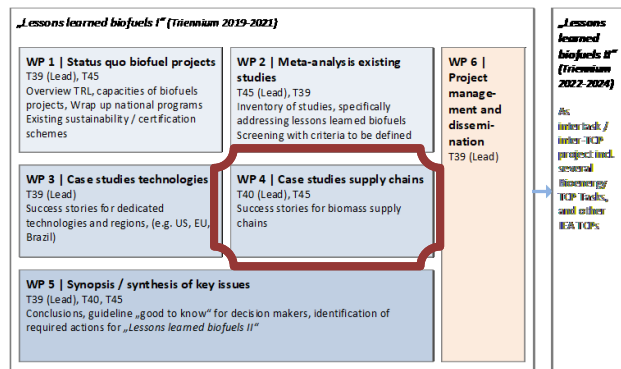 „Lessons learned biofuels I“ (Triennium 2019-2021)
WP 1 | Status quo biofuel projects
T39 (Lead), T45
Overview TRL, capacities of biofuels
projects, Wrap up national programs
Existing sustainability / certification
schemes
WP 2 | Meta-analysis existing
studies
T45 (Lead), T39
Inventory of studies, specifically
addressing lessons learned biofuels
Screening with criteria to be defined
WP 3 | Case studies technologies
T39 (Lead)
Success stories for dedicated
technologies and regions, (e.g. US, EU,
Brazil)
WP 4 | Case studies supply chains
T40 (Lead), T45
Success stories for biomass supply
chains
WP 5 | Synopsis / synthesis of key issues
T39 (Lead), T40, T45
Conclusions, guideline „good to know“ for decision makers, identification of
required actions for „Lessons learned biofuels II“
WP 6 |
Project
manage-
ment and
dissemi-
nation
T39 (Lead)
„Lessons
learned
biofuels II“
(Triennium
2022-2024)
As
intertask /
inter-TCP
project incl.
several
Bioenergy
TCP Tasks,
and other
IEA TCPs